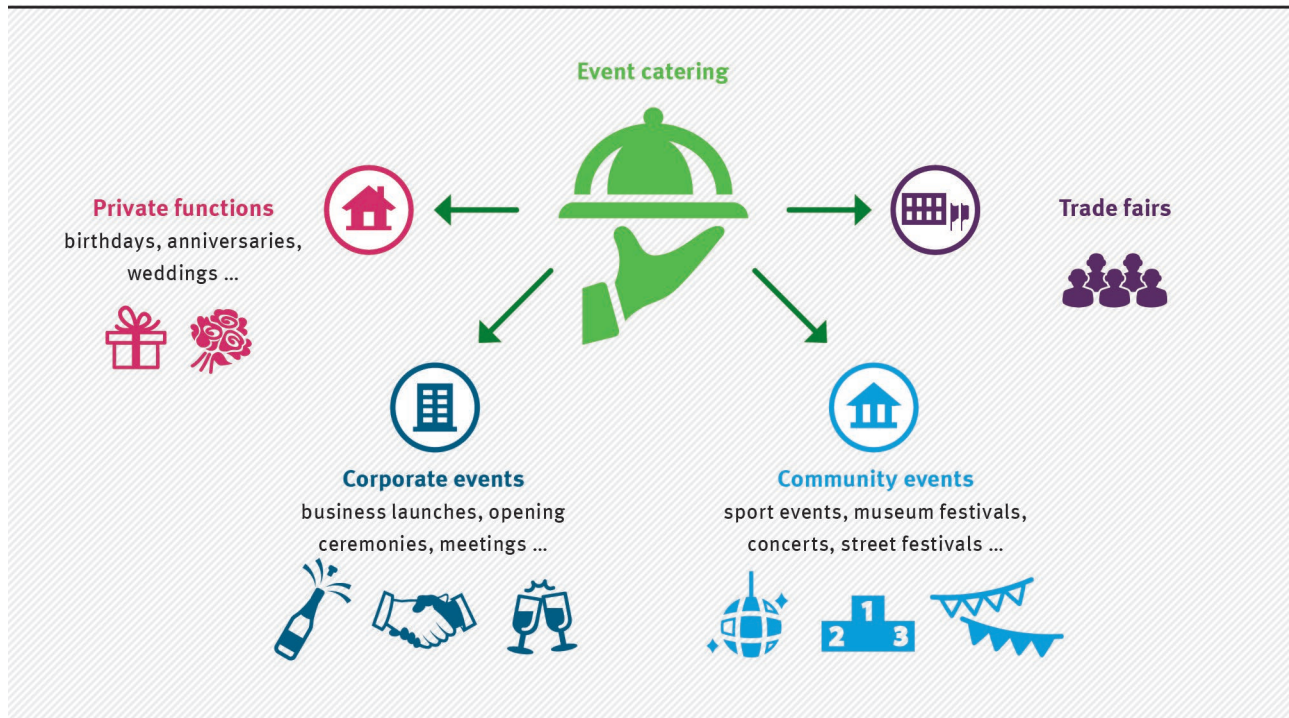 Event catering
Private functions
birthdays, anniversaries,
weddings ...
Trade fairs
Corporate events
business launches, opening
ceremonies, meetings ...
Community events
sport events, museum festivals,
concerts, street festivals ...
1
2 3